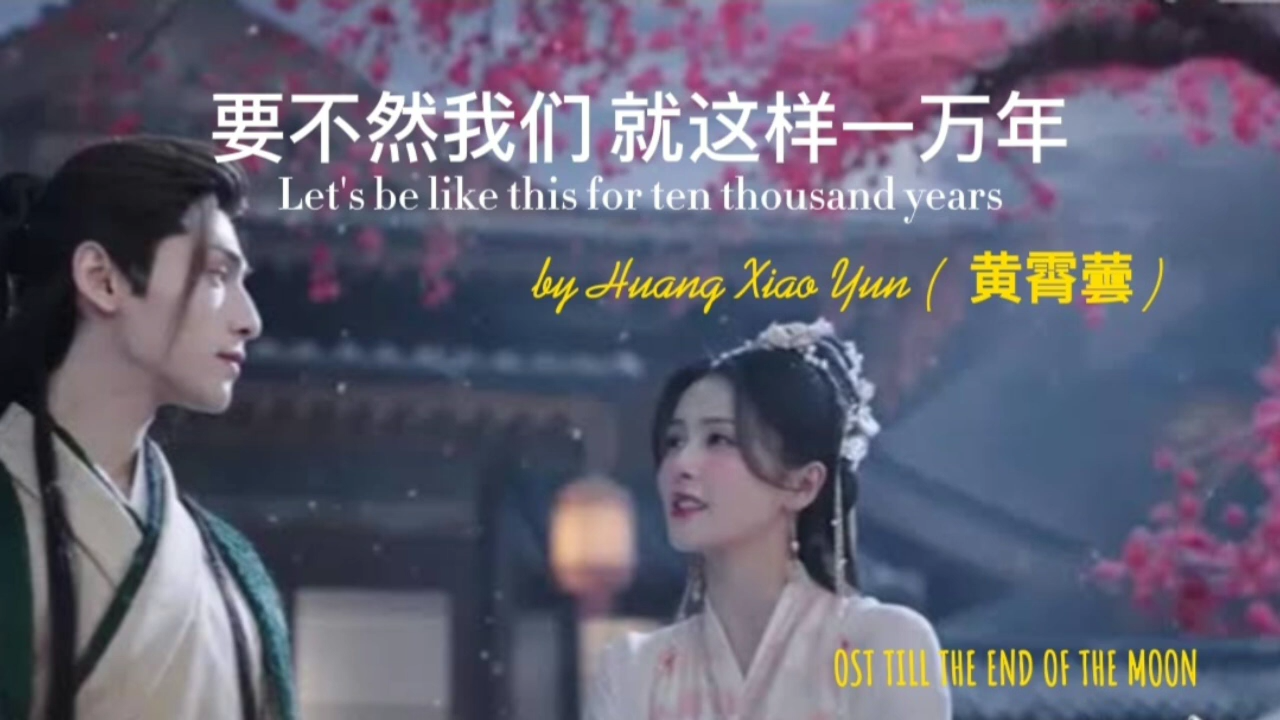 要不然我们 就这样一万年
Let's be like this for ten thousand years
by Huang Xiao Yun ( 黄霄雲 )
OST TILL THE END OF THE MOON